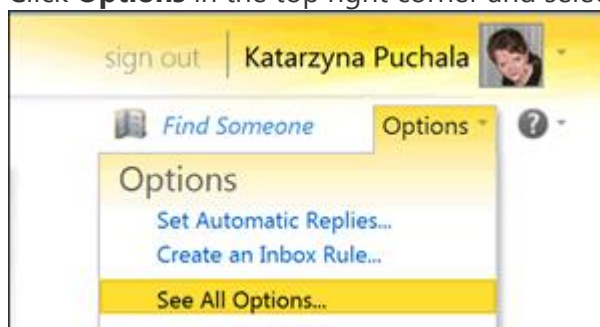 Click Options in the top right corner and select
sign out | Katarzyna Puchala
Find Someone Options ?
Options
Set Automatic Replies...
Create an Inbox Rule...
See All Options...